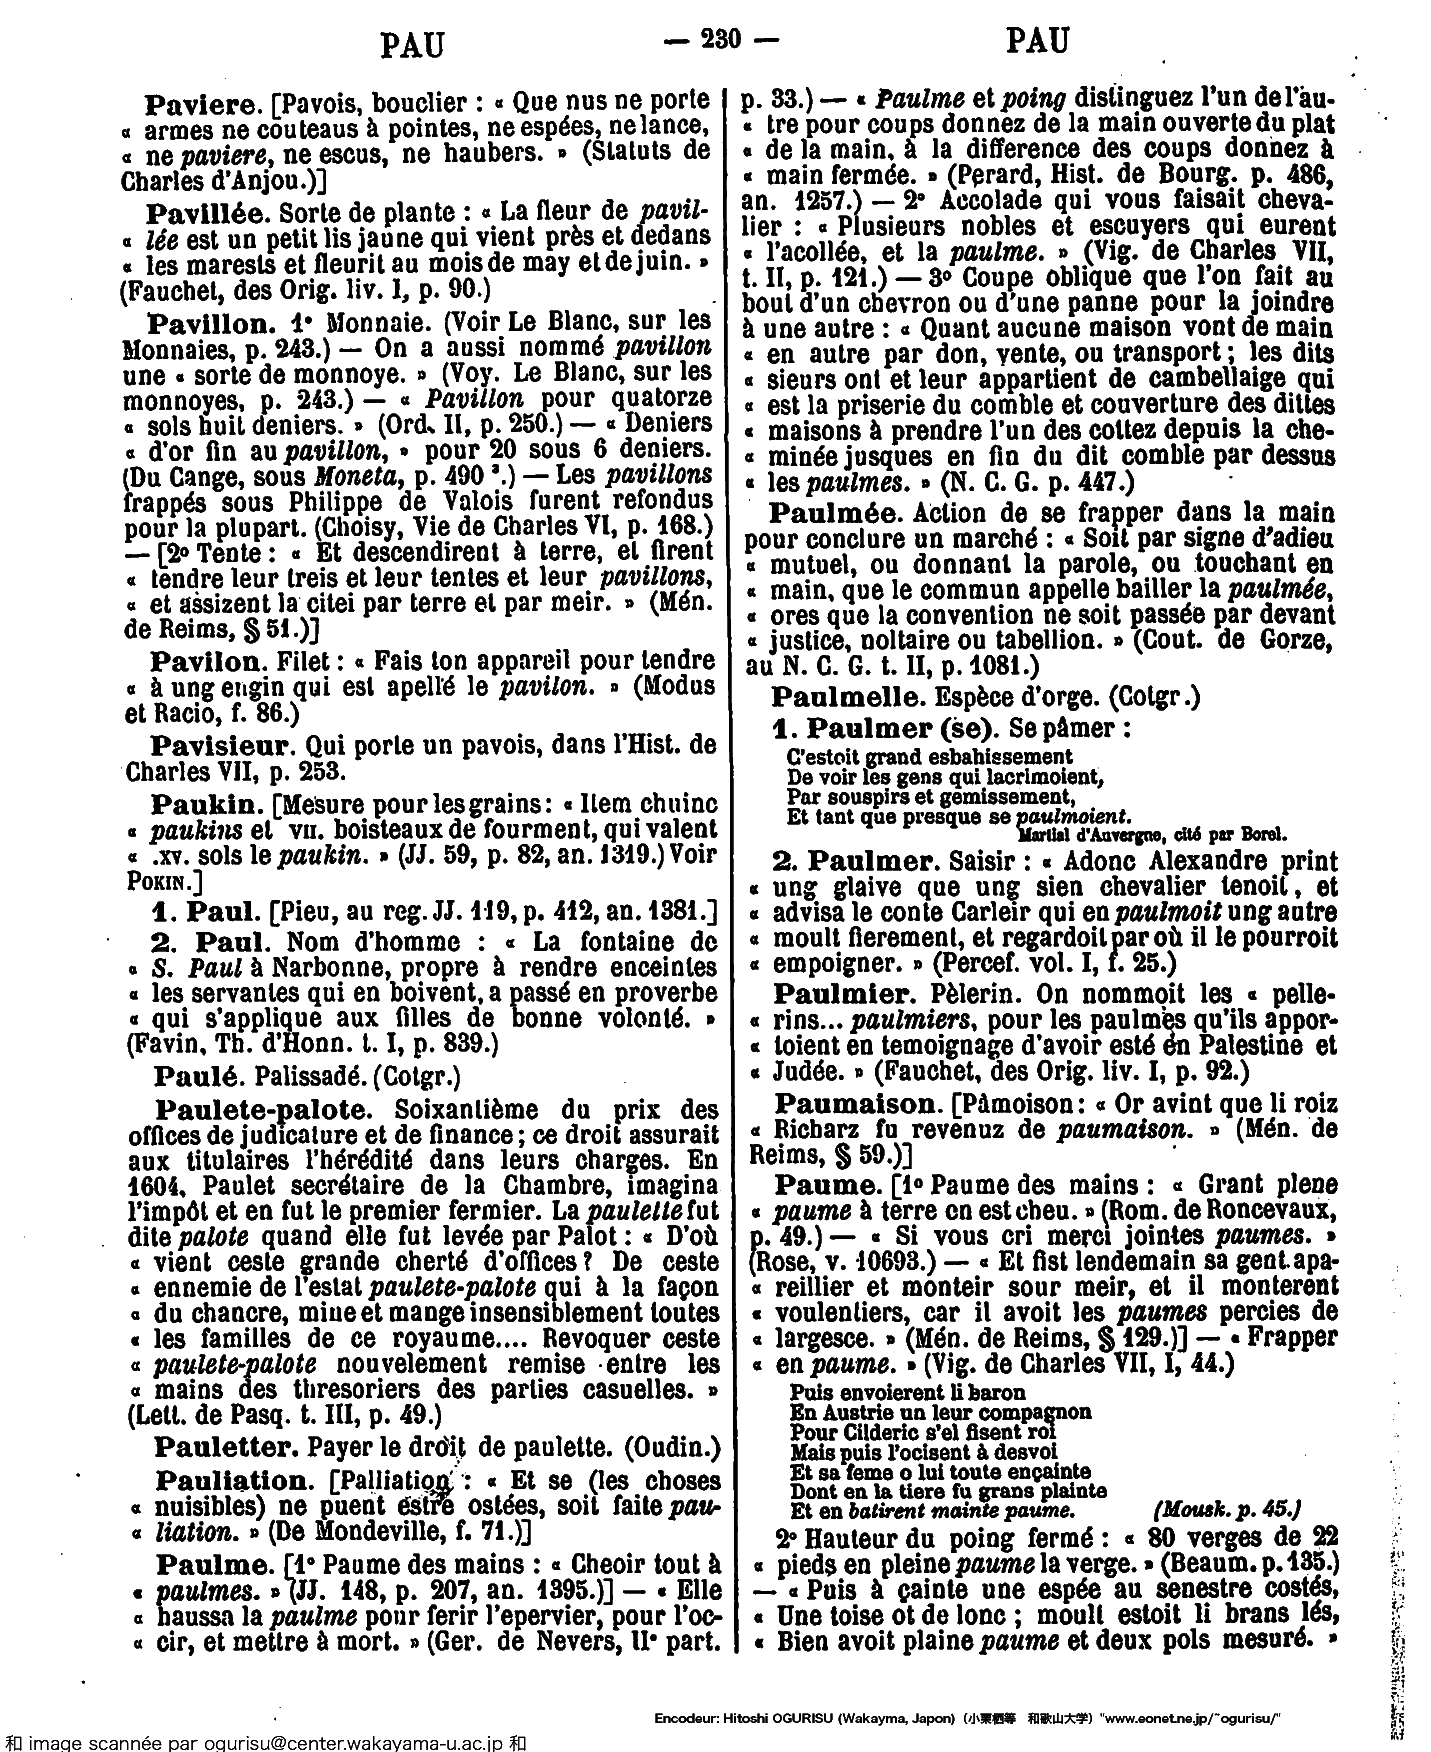 PAU — 230 — PAU
Paviere. [Pavois, bouclier : « Que nus ne porte
« armes ne couteaus à pointes, ne espées, ne lance,
« ne paviere, ne escus, ne haubers. » (Statuts de
Charles d'Anjou.)]
Pavillée. Sorte de plante : « La fleur de pavil-
« lée est un petit lis jaune qui vient près et dedans
« les marests et fleurit au mois de may et de juin. »
(Fauchet, des Orig. liv. I, p. 90.)
Pavillon. 1° Monnaie. (Voir Le Blanc, sur les
Monnaies, p. 243.) — On a aussi nommé pavillon
une « sorte de monnoye. » (Voy. Le Blanc, sur les
monnoyes, p. 243.) — « Pavillon pour quatorze
« sols huit deniers. » (Ord. II, p. 250.) — « Deniers
« d'or fin au pavillon, » pour 20 sous 6 deniers.
(Du Cange, sous Moneta, p. 490 ³.) — Les pavillons
frappés sous Philippe de Valois furent refondus
pour la plupart. (Choisy, Vie de Charles VI, p. 168.)
— [2° Tente : « Et descendirent à terre, et firent
« tendre leur treis et leur tentes et leur pavillons,
« et assizent la citei par terre et par meir. » (Mén.
de Reims, § 51.)]
Pavilon. Filet : « Fais ton appareil pour tendre
« à ung engin qui est apellé le pavilon. » (Modus
et Racio, f. 86.)
Pavisieur. Qui porte un pavois, dans l'Hist. de
Charles VII, p. 253.
Paukin. [Mesure pour les grains : « Item chuinc
« paukins et VII. boisteaux de fourment, qui valent
« .XV. sols le paukin. » (JJ. 59, p. 82, an. 1319.) Voir
POKIN.]
1. Paul. [Pieu, au reg. JJ. 119, p. 412, an. 1381.]
2. Paul. Nom d'homme : « La fontaine de
« S. Paul à Narbonne, propre à rendre enceintes
« les servantes qui en boivent, a passé en proverbe
« qui s'applique aux filles de bonne volonté. »
(Favin, Th. d'Honn. t. I, p. 839.)
Paulé. Palissadé. (Cotgr.)
Paulete-palote. Soixantième du prix des
offices de judicature et de finance ; ce droit assurait
aux titulaires l'hérédité dans leurs charges. En
1604, Paulet secrétaire de la Chambre, imagina
l'impôt et en fut le premier fermier. La paulette fut
dite palote quand elle fut levée par Palot : « D'où
« vient ceste grande cherté d'offices ? De ceste
« ennemie de l'estat paulete-palote qui à la façon
« du chancre, mine et mange insensiblement toutes
« les familles de ce royaume.... Revoquer ceste
« paulete-palote nouvelement remise entre les
« mains des thresoriers des parties casuelles. »
(Lett. de Pasq. t. III, p. 49.)
Pauletter. Payer le droit de paulette. (Oudin.)
Pauliation. [Palliation : « Et se (les choses
« nuisibles) ne puent estre ostées, soit faite pau-
« liation. » (De Mondeville, f. 71.)]
Paulme. [1° Paume des mains : « Cheoir tout à
« paulmes. » (JJ. 148, p. 207, an. 1395.)] — « Elle
« haussa la paulme pour ferir l'epervier, pour l'oc-
« cir, et mettre à mort. » (Ger. de Nevers, II° part.
p. 33.) — « Paulme et poing distinguez l'un de l'au-
« tre pour coups donnez de la main ouverte du plat
« de la main, à la difference des coups donnez à
« main fermée. » (Perard, Hist. de Bourg. p. 486,
an. 1257.) — 2° Accolade qui vous faisait cheva-
lier : « Plusieurs nobles et escuyers qui eurent
« l'acollée, et la paulme. » (Vig. de Charles VII,
t. II, p. 121.) — 3° Coupe oblique que l'on fait au
bout d'un chevron ou d'une panne pour la joindre
à une autre : « Quant aucune maison vont de main
« en autre par don, vente, ou transport ; les dits
« sieurs ont et leur appartient de cambellaige qui
« est la priserie du comble et couverture des dittes
« maisons à prendre l'un des cottez depuis la che-
« minée jusques en fin du dit comble par dessus
« les paulmes. » (N. C. G. p. 447.)
Paulmée. Action de se frapper dans la main
pour conclure un marché : « Soit par signe d'adieu
« mutuel, ou donnant la parole, ou touchant en
« main, que le commun appelle bailler la paulmée,
« ores que la convention ne soit passée par devant
« justice, noltaire ou tabellion. » (Cout. de Gorze,
au N. C. G. t. II, p. 1081.)
Paulmelle. Espèce d'orge. (Cotgr.)
1. Paulmer (se). Se pâmer :
C'estoit grand esbahissement
De voir les gens qui lacrimoient,
Par souspirs et gemissement,
Et tant que presque se paulmoient.
Martial d'Auvergne, cité par Borel.
2. Paulmer. Saisir : « Adonc Alexandre print
« ung glaive que ung sien chevalier tenoit, et
« advisa le conte Carleir qui en paulmoit ung autre
« moult fierement, et regardoit par où il le pourroit
« empoigner. » (Percef. vol. I, f. 25.)
Paulmier. Pèlerin. On nommoit les « pelle-
« rins... paulmiers, pour les paulmes qu'ils appor-
« toient en temoignage d'avoir esté en Palestine et
« Judée. » (Fauchet, des Orig. liv. I, p. 92.)
Paumaison. [Pâmoison : « Or avint que li roiz
« Richarz fu revenuz de paumaison. » (Mén. de
Reims, § 59.)]
Paume. [1° Paume des mains : « Grant plene
« paume à terre en est cheu. » (Rom. de Roncevaux,
p. 49.) — « Si vous cri merci jointes paumes. »
(Rose, v. 10693.) — « Et fist lendemain sa gent apa-
« reillier et monteir sour meir, et il monterent
« voulentiers, car il avoit les paumes percies de
« largesce. » (Mén. de Reims, § 129.)] — « Frapper
« en paume. » (Vig. de Charles VII, I, 44.)
Puis envoierent li baron
En Austrie un leur compagnon
Pour Cilderic s'el fisent roi
Mais puis l'ocisent à desvoi
Et sa feme o lui toute ençainte
Dont en la tiere fu grans plainte
Et en batirent mainte paume. (Mousk. p. 45.)
2° Hauteur du poing fermé : « 80 verges de 22
« pieds en pleine paume la verge. » (Beaum. p. 135.)
— « Puis à çainte une espée au senestre costés,
« Une toise ot de lonc ; moult estoit li brans lés,
« Bien avoit plaine paume et deux pols mesuré. »
Encodeur: Hitoshi OGURISU (Wakayma, Japon)（小栗栖等 和歌山大学）"www.eonet.ne.jp/~ogurisu/"
和 image scannée par ogurisu@center.wakayama-u.ac.jp 和